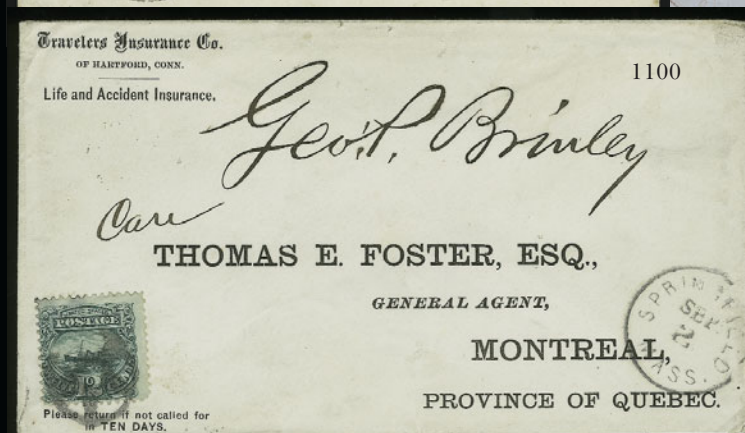 Travelers Insurance Co.
OF HARTFORD, CONN.
Life and Accident Insurance.
1100
Geo. P. Brinley
Care
THOMAS E. FOSTER, ESQ.,
GENERAL AGENT,
MONTREAL,
PROVINCE OF QUEBEC.
SPRINGFIELD
SEP
2
MASS.
POSTAGE
Please return if not called for
in TEN DAYS.